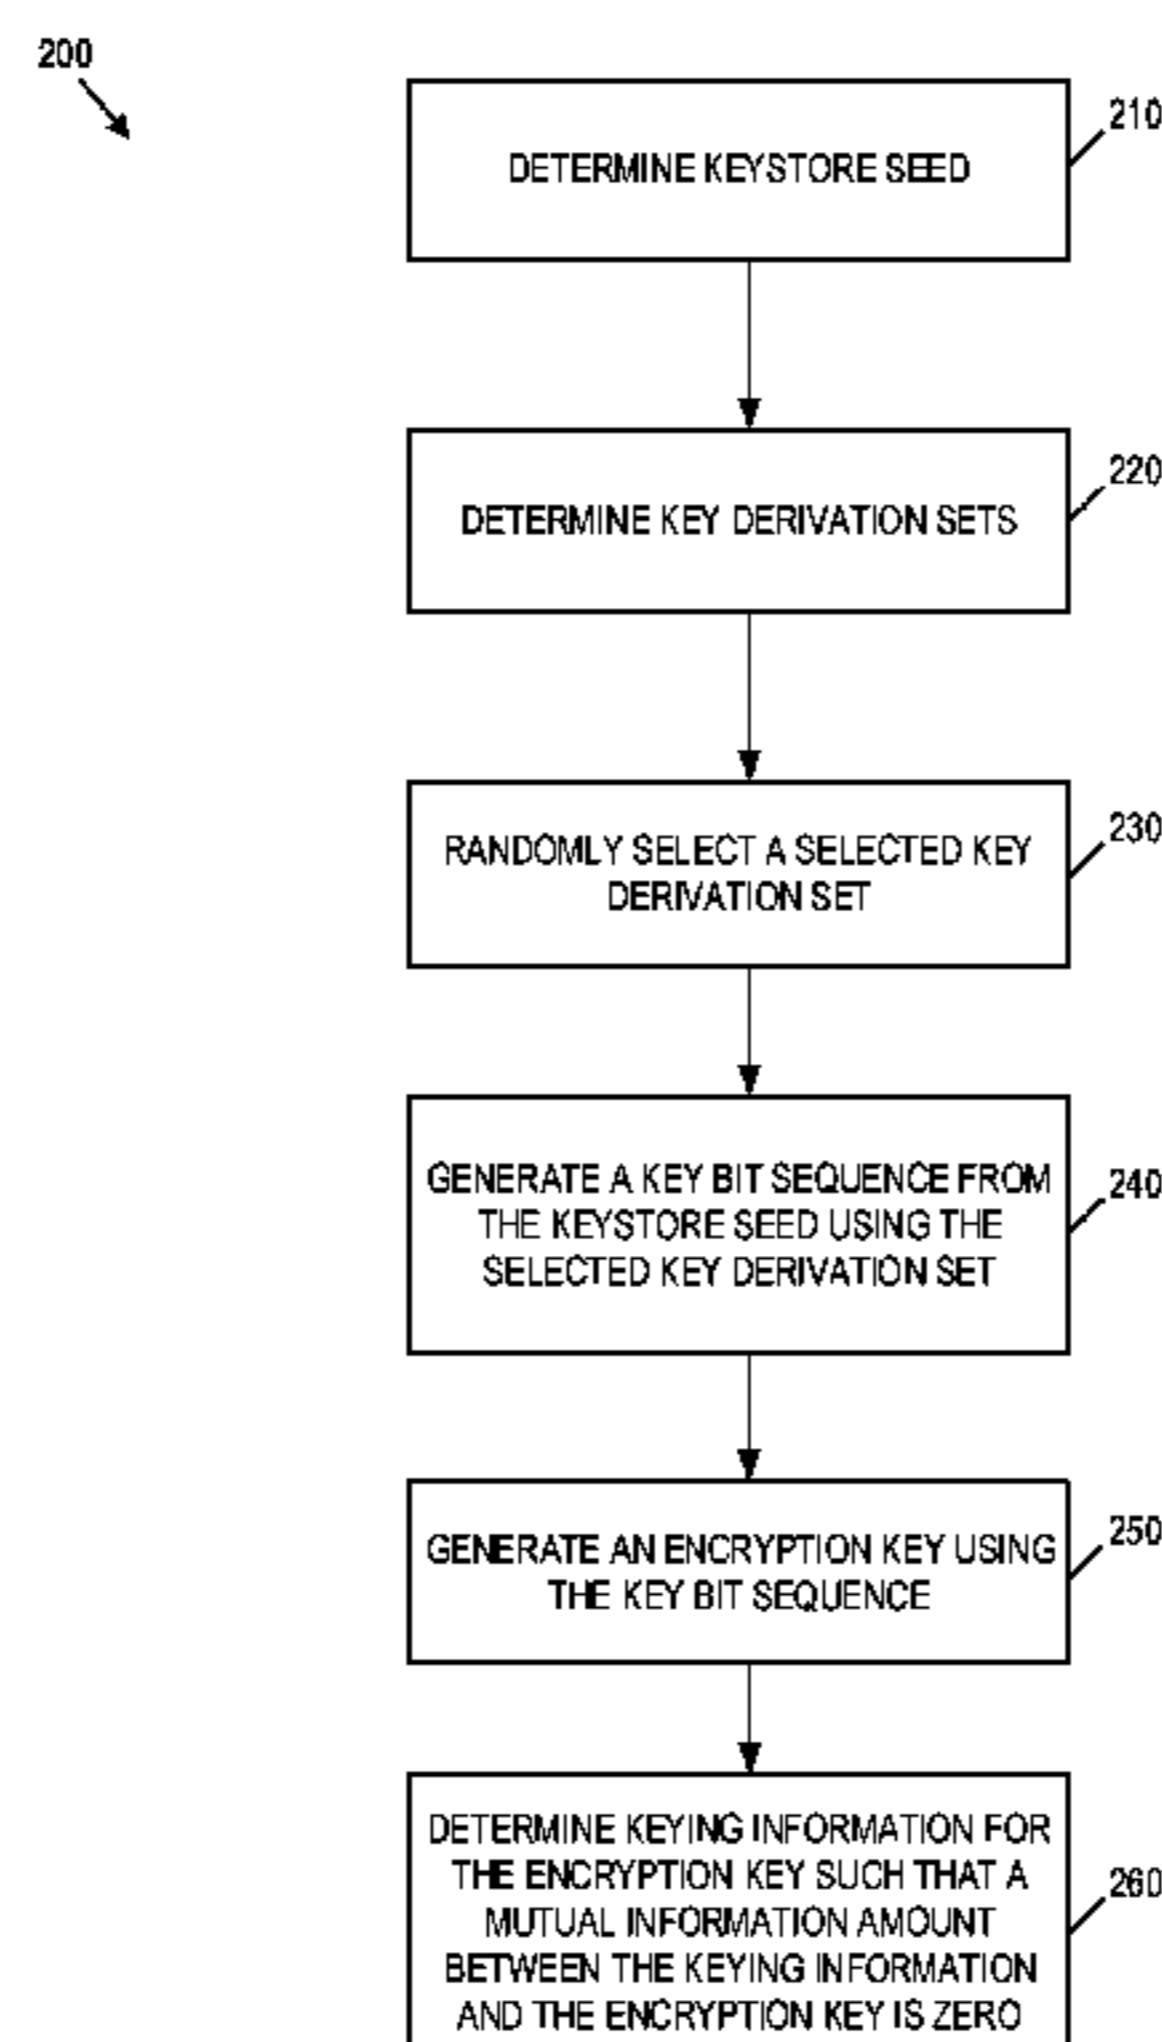 200
210
DETERMINE KEYSTORE SEED
220
DETERMINE KEY DERIVATION SETS
230
RANDOMLY SELECT A SELECTED KEY
DERIVATION SET
240
GENERATE A KEY BIT SEQUENCE FROM
THE KEYSTORE SEED USING THE
SELECTED KEY DERIVATION SET
250
GENERATE AN ENCRYPTION KEY USING
THE KEY BIT SEQUENCE
260
DETERMINE KEYING INFORMATION FOR
THE ENCRYPTION KEY SUCH THAT A
MUTUAL INFORMATION AMOUNT
BETWEEN THE KEYING INFORMATION
AND THE ENCRYPTION KEY IS ZERO